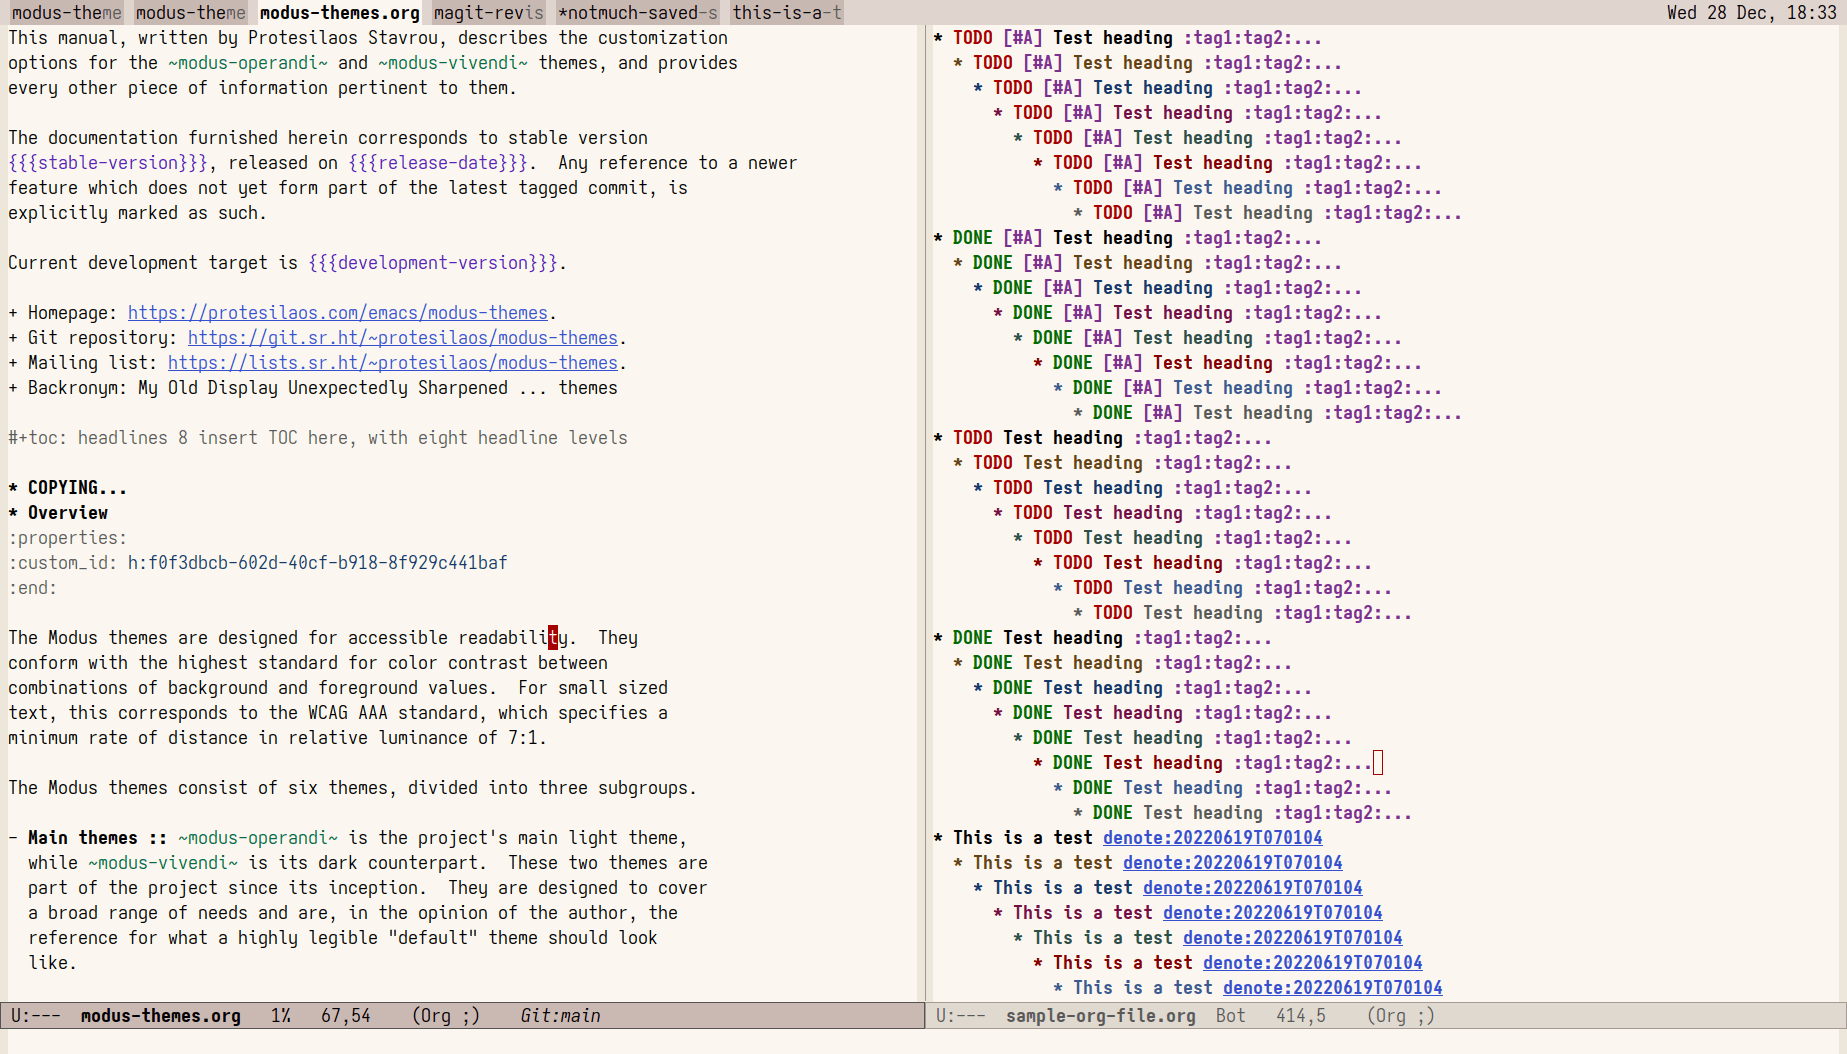 modus-theme modus-theme modus-themes.org magit-revis *notmuch-saved-s this-is-a-t Wed 28 Dec, 18:33
This manual, written by Protesilaos Stavrou, describes the customization
options for the ~modus-operandi~ and ~modus-vivendi~ themes, and provides
every other piece of information pertinent to them.
The documentation furnished herein corresponds to stable version
{{{stable-version}}}, released on {{{release-date}}}.  Any reference to a newer
feature which does not yet form part of the latest tagged commit, is
explicitly marked as such.
Current development target is {{{development-version}}}.
+ Homepage: https://protesilaos.com/emacs/modus-themes.
+ Git repository: https://git.sr.ht/~protesilaos/modus-themes.
+ Mailing list: https://lists.sr.ht/~protesilaos/modus-themes.
+ Backronym: My Old Display Unexpectedly Sharpened ... themes
#+toc: headlines 8 insert TOC here, with eight headline levels
* COPYING...
* Overview
:properties:
:custom_id: h:f0f3dbcb-602d-40cf-b918-8f929c441baf
:end:
The Modus themes are designed for accessible readability.  They
conform with the highest standard for color contrast between
combinations of background and foreground values.  For small sized
text, this corresponds to the WCAG AAA standard, which specifies a
minimum rate of distance in relative luminance of 7:1.
The Modus themes consist of six themes, divided into three subgroups.
- Main themes :: ~modus-operandi~ is the project's main light theme,
while ~modus-vivendi~ is its dark counterpart.  These two themes are
part of the project since its inception.  They are designed to cover
a broad range of needs and are, in the opinion of the author, the
reference for what a highly legible "default" theme should look
like.
U:--- modus-themes.org 1% 67,54 (Org ;) Git:main
* TODO [#A] Test heading :tag1:tag2:...
* TODO [#A] Test heading :tag1:tag2:...
* TODO [#A] Test heading :tag1:tag2:...
* TODO [#A] Test heading :tag1:tag2:...
* TODO [#A] Test heading :tag1:tag2:...
* TODO [#A] Test heading :tag1:tag2:...
* TODO [#A] Test heading :tag1:tag2:...
* TODO [#A] Test heading :tag1:tag2:...
* DONE [#A] Test heading :tag1:tag2:...
* DONE [#A] Test heading :tag1:tag2:...
* DONE [#A] Test heading :tag1:tag2:...
* DONE [#A] Test heading :tag1:tag2:...
* DONE [#A] Test heading :tag1:tag2:...
* DONE [#A] Test heading :tag1:tag2:...
* DONE [#A] Test heading :tag1:tag2:...
* DONE [#A] Test heading :tag1:tag2:...
* TODO Test heading :tag1:tag2:...
* TODO Test heading :tag1:tag2:...
* TODO Test heading :tag1:tag2:...
* TODO Test heading :tag1:tag2:...
* TODO Test heading :tag1:tag2:...
* TODO Test heading :tag1:tag2:...
* TODO Test heading :tag1:tag2:...
* TODO Test heading :tag1:tag2:...
* DONE Test heading :tag1:tag2:...
* DONE Test heading :tag1:tag2:...
* DONE Test heading :tag1:tag2:...
* DONE Test heading :tag1:tag2:...
* DONE Test heading :tag1:tag2:...
* DONE Test heading :tag1:tag2:...
* DONE Test heading :tag1:tag2:...
* DONE Test heading :tag1:tag2:...
* This is a test denote:20220619T070104
* This is a test denote:20220619T070104
* This is a test denote:20220619T070104
* This is a test denote:20220619T070104
* This is a test denote:20220619T070104
* This is a test denote:20220619T070104
* This is a test denote:20220619T070104
U:--- sample-org-file.org Bot 414,5 (Org ;)